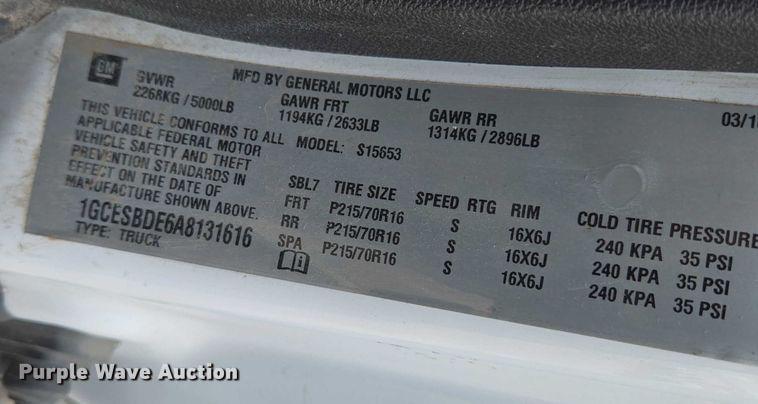 GM
MFD BY GENERAL MOTORS LLC
GVWR GAWR FRT GAWR RR
2268KG / 5000LB 1194KG / 2633LB 1314KG / 2896LB
03/1
THIS VEHICLE CONFORMS TO ALL
APPLICABLE FEDERAL MOTOR
VEHICLE SAFETY AND THEFT
PREVENTION STANDARDS IN
EFFECT ON THE DATE OF
MANUFACTURE SHOWN ABOVE.
1GCESBDE6A8131616
TYPE: TRUCK
MODEL: S15653
SBL7 TIRE SIZE SPEED RTG RIM COLD TIRE PRESSURE
FRT P215/70R16 S 16X6J 240 KPA 35 PSI
RR P215/70R16 S 16X6J 240 KPA 35 PSI
SPA P215/70R16 S 16X6J 240 KPA 35 PSI
Purple Wave Auction